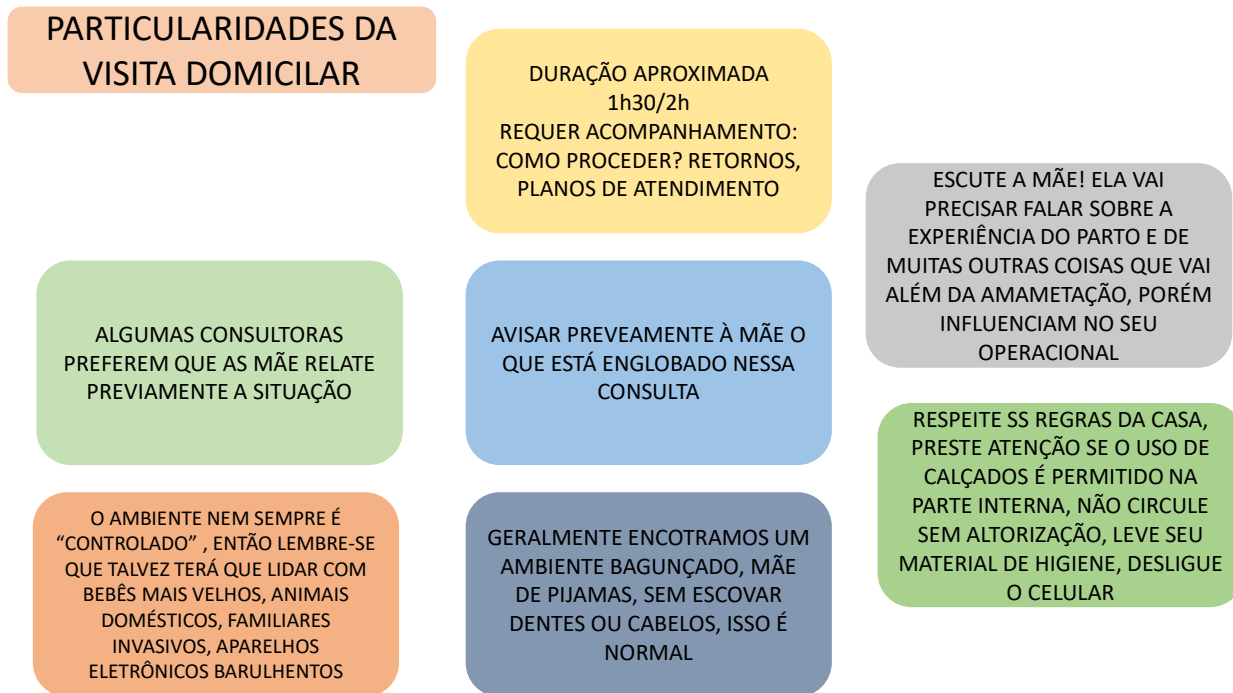 PARTICULARIDADES DA
VISITA DOMICILAR
DURAÇÃO APROXIMADA
1h30/2h
REQUER ACOMPANHAMENTO:
COMO PROCEDER? RETORNOS,
PLANOS DE ATENDIMENTO
ESCUTE A MÃE! ELA VAI
PRECISAR FALAR SOBRE A
EXPERIÊNCIA DO PARTO E DE
MUITAS OUTRAS COISAS QUE VAI
ALÉM DA AMAMETAÇÃO, PORÉM
INFLUENCIAM NO SEU
OPERACIONAL
ALGUMAS CONSULTORAS
PREFEREM QUE AS MÃE RELATE
PREVIAMENTE A SITUAÇÃO
AVISAR PREVEAMENTE À MÃE O
QUE ESTÁ ENGLOBADO NESSA
CONSULTA
RESPEITE SS REGRAS DA CASA,
PRESTE ATENÇÃO SE O USO DE
CALÇADOS É PERMITIDO NA
PARTE INTERNA, NÃO CIRCULE
SEM ALTORIZAÇÃO, LEVE SEU
MATERIAL DE HIGIENE, DESLIGUE
O CELULAR
O AMBIENTE NEM SEMPRE É
“CONTROLADO” , ENTÃO LEMBRE-SE
QUE TALVEZ TERÁ QUE LIDAR COM
BEBÊS MAIS VELHOS, ANIMAIS
DOMÉSTICOS, FAMILIARES
INVASIVOS, APARELHOS
ELETRÔNICOS BARULHENTOS
GERALMENTE ENCOTRAMOS UM
AMBIENTE BAGUNÇADO, MÃE
DE PIJAMAS, SEM ESCOVAR
DENTES OU CABELOS, ISSO É
NORMAL